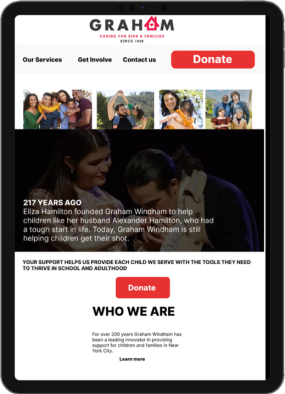 GRAHAM
CARING FOR KIDS & FAMILIES
SINCE 1806
Our Services
Get Involve
Contact us
Donate
217 YEARS AGO
Eliza Hamilton founded Graham Windham to help
children like her husband Alexander Hamilton, who had
a tough start in life. Today, Graham Windham is still
helping children get their shot.
YOUR SUPPORT HELPS US PROVIDE EACH CHILD WE SERVE WITH THE TOOLS THEY NEED
TO THRIVE IN SCHOOL AND ADULTHOOD
Donate
WHO WE ARE
For over 200 years Graham Windham has
been a leading innovator in providing
support for children and families in New
York City.
Learn more